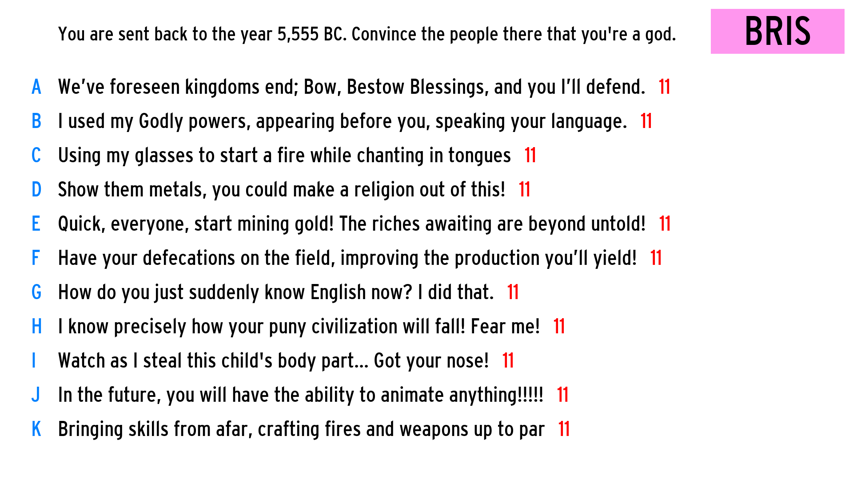 You are sent back to the year 5,555 BC. Convince the people there that you're a god.
BRIS
A We've foreseen kingdoms end; Bow, Bestow Blessings, and you I'll defend. 11
B I used my Godly powers, appearing before you, speaking your language. 11
C Using my glasses to start a fire while chanting in tongues 11
D Show them metals, you could make a religion out of this! 11
E Quick, everyone, start mining gold! The riches awaiting are beyond untold! 11
F Have your defecations on the field, improving the production you'll yield! 11
G How do you just suddenly know English now? I did that. 11
H I know precisely how your puny civilization will fall! Fear me! 11
I Watch as I steal this child's body part... Got your nose! 11
J In the future, you will have the ability to animate anything!!!!! 11
K Bringing skills from afar, crafting fires and weapons up to par 11